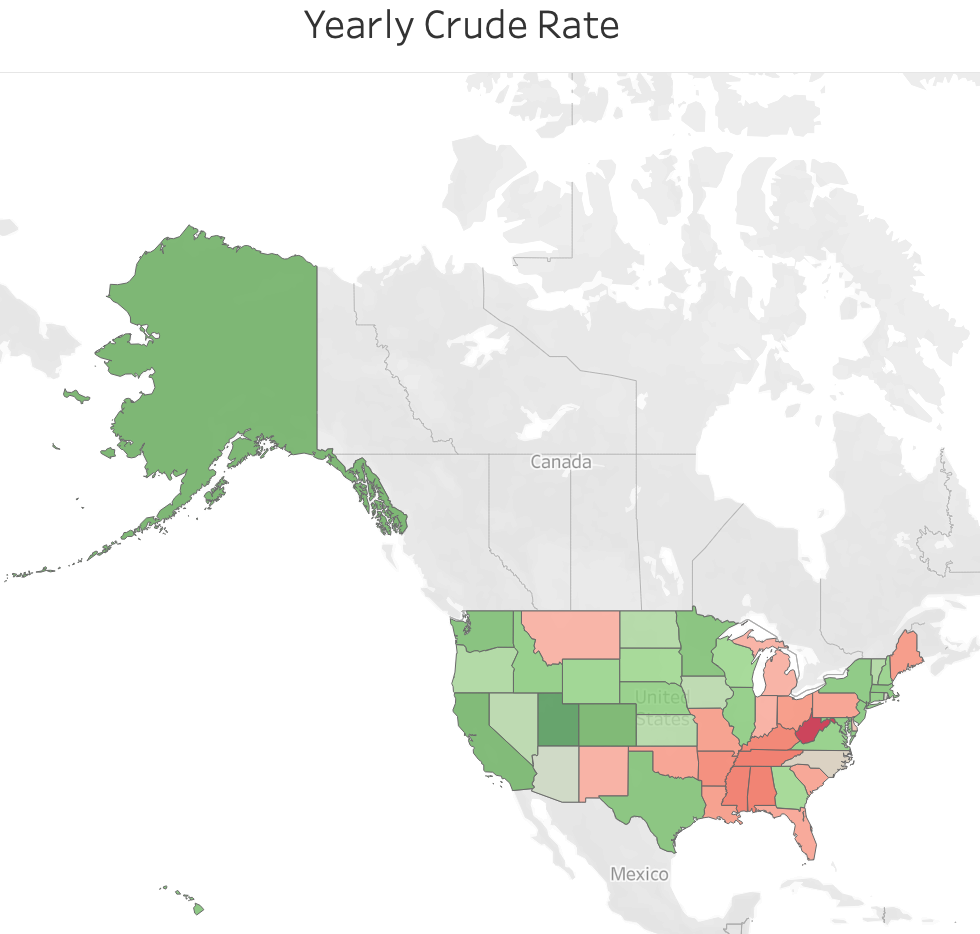 Yearly Crude Rate
Canada
United
States
Mexico